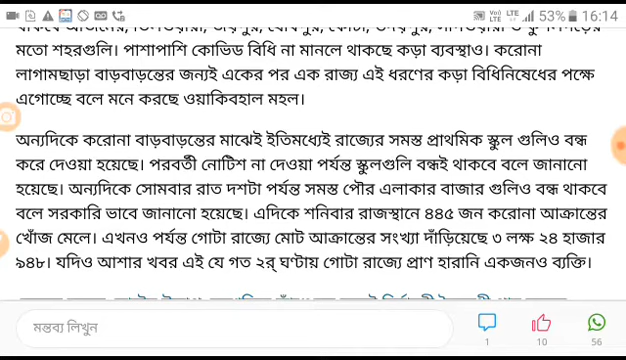 53% 16:14
মতো শহরগুলি। পাশাপাশি কোভিড বিধি না মানলে থাকছে কড়া ব্যবস্থাও। করোনা
লাগামছাড়া বাড়বাড়ন্তের জন্যই একের পর এক রাজ্য এই ধরণের কড়া বিধিনিষেধের পক্ষে
এগোচ্ছে বলে মনে করছে ওয়াকিবহাল মহল।
অন্যদিকে করোনা বাড়বাড়ন্তের মাঝেই ইতিমধ্যেই রাজ্যের সমস্ত প্রাথমিক স্কুল গুলিও বন্ধ
করে দেওয়া হয়েছে। পরবর্তী নোটিশ না দেওয়া পর্যন্ত স্কুলগুলি বন্ধই থাকবে বলে জানানো
হয়েছে। অন্যদিকে সোমবার রাত দশটা পর্যন্ত সমস্ত পৌর এলাকার বাজার গুলিও বন্ধ থাকবে
বলে সরকারি ভাবে জানানো হয়েছে। এদিকে শনিবার রাজস্থানে ৪৪৫ জন করোনা আক্রান্তের
খোঁজ মেলে। এখনও পর্যন্ত গোটা রাজ্যে মোট আক্রান্তের সংখ্যা দাঁড়িয়েছে ৩ লক্ষ ২৪ হাজার
৯৪৮। যদিও আশার খবর এই যে গত ২র্ ঘণ্টায় গোটা রাজ্যে প্রাণ হারানি একজনও ব্যক্তি।
মন্তব্য লিখুন
1 10 56